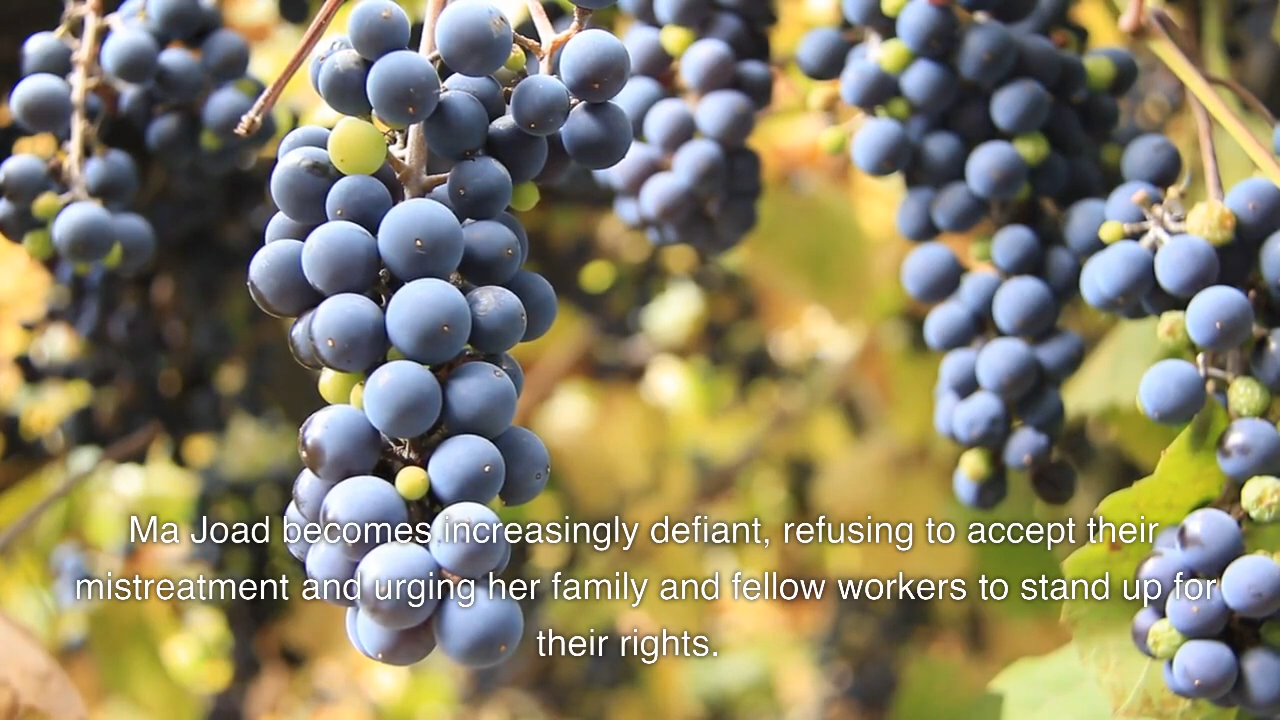 Ma Joad becomes increasingly defiant, refusing to accept their
mistreatment and urging her family and fellow workers to stand up for
their rights.